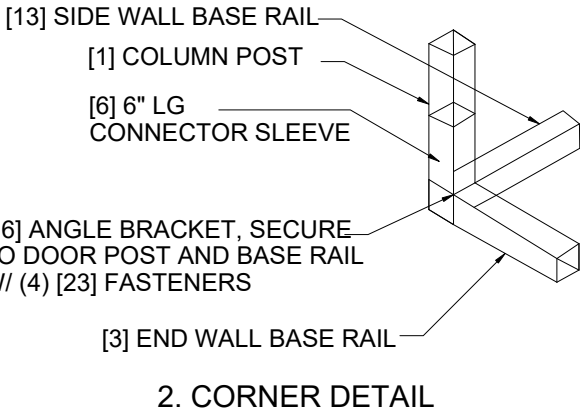 [13] SIDE WALL BASE RAIL
[1] COLUMN POST
[6] 6" LG
CONNECTOR SLEEVE
6] ANGLE BRACKET, SECURE
O DOOR POST AND BASE RAIL
// (4) [23] FASTENERS
[3] END WALL BASE RAIL
2. CORNER DETAIL